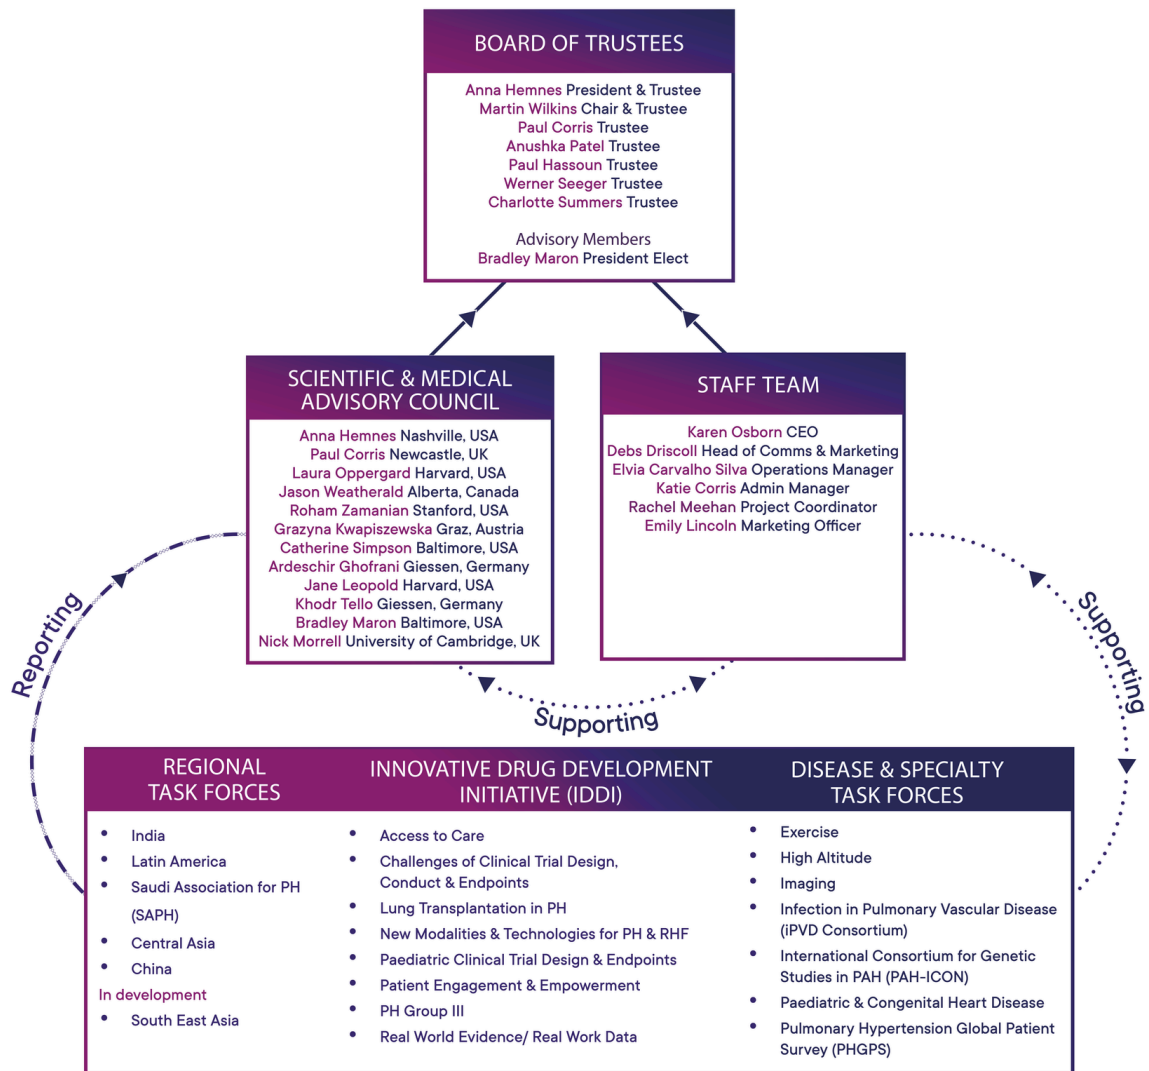 BOARD OF TRUSTEES
Anna Hemnes President & Trustee
Martin Wilkins Chair & Trustee
Paul Corris Trustee
Anushka Patel Trustee
Paul Hassoun Trustee
Werner Seeger Trustee
Charlotte Summers Trustee
Advisory Members
Bradley Maron President Elect
SCIENTIFIC & MEDICAL
ADVISORY COUNCIL
Anna Hemnes Nashville, USA
Paul Corris Newcastle, UK
Laura Oppergard Harvard, USA
Jason Weatherald Alberta, Canada
Roham Zamanian Stanford, USA
Grazyna Kwapiszewska Graz, Austria
Catherine Simpson Baltimore, USA
Ardeschir Ghofrani Giessen, Germany
Jane Leopold Harvard, USA
Khodr Tello Giessen, Germany
Bradley Maron Baltimore, USA
Nick Morrell University of Cambridge, UK
STAFF TEAM
Karen Osborn CEO
Debs Driscoll Head of Comms & Marketing
Elvia Carvalho Silva Operations Manager
Katie Corris Admin Manager
Rachel Meehan Project Coordinator
Emily Lincoln Marketing Officer
Reporting
Supporting
Supporting
REGIONAL
TASK FORCES
• India
• Latin America
• Saudi Association for PH
(SAPH)
• Central Asia
• China
In development
• South East Asia
INNOVATIVE DRUG DEVELOPMENT
INITIATIVE (IDDI)
• Access to Care
• Challenges of Clinical Trial Design,
Conduct & Endpoints
• Lung Transplantation in PH
• New Modalities & Technologies for PH & RHF
• Paediatric Clinical Trial Design & Endpoints
• Patient Engagement & Empowerment
• PH Group III
• Real World Evidence/ Real Work Data
DISEASE & SPECIALTY
TASK FORCES
• Exercise
• High Altitude
• Imaging
• Infection in Pulmonary Vascular Disease
(iPVD Consortium)
• International Consortium for Genetic
Studies in PAH (PAH-ICON)
• Paediatric & Congenital Heart Disease
• Pulmonary Hypertension Global Patient
Survey (PHGPS)